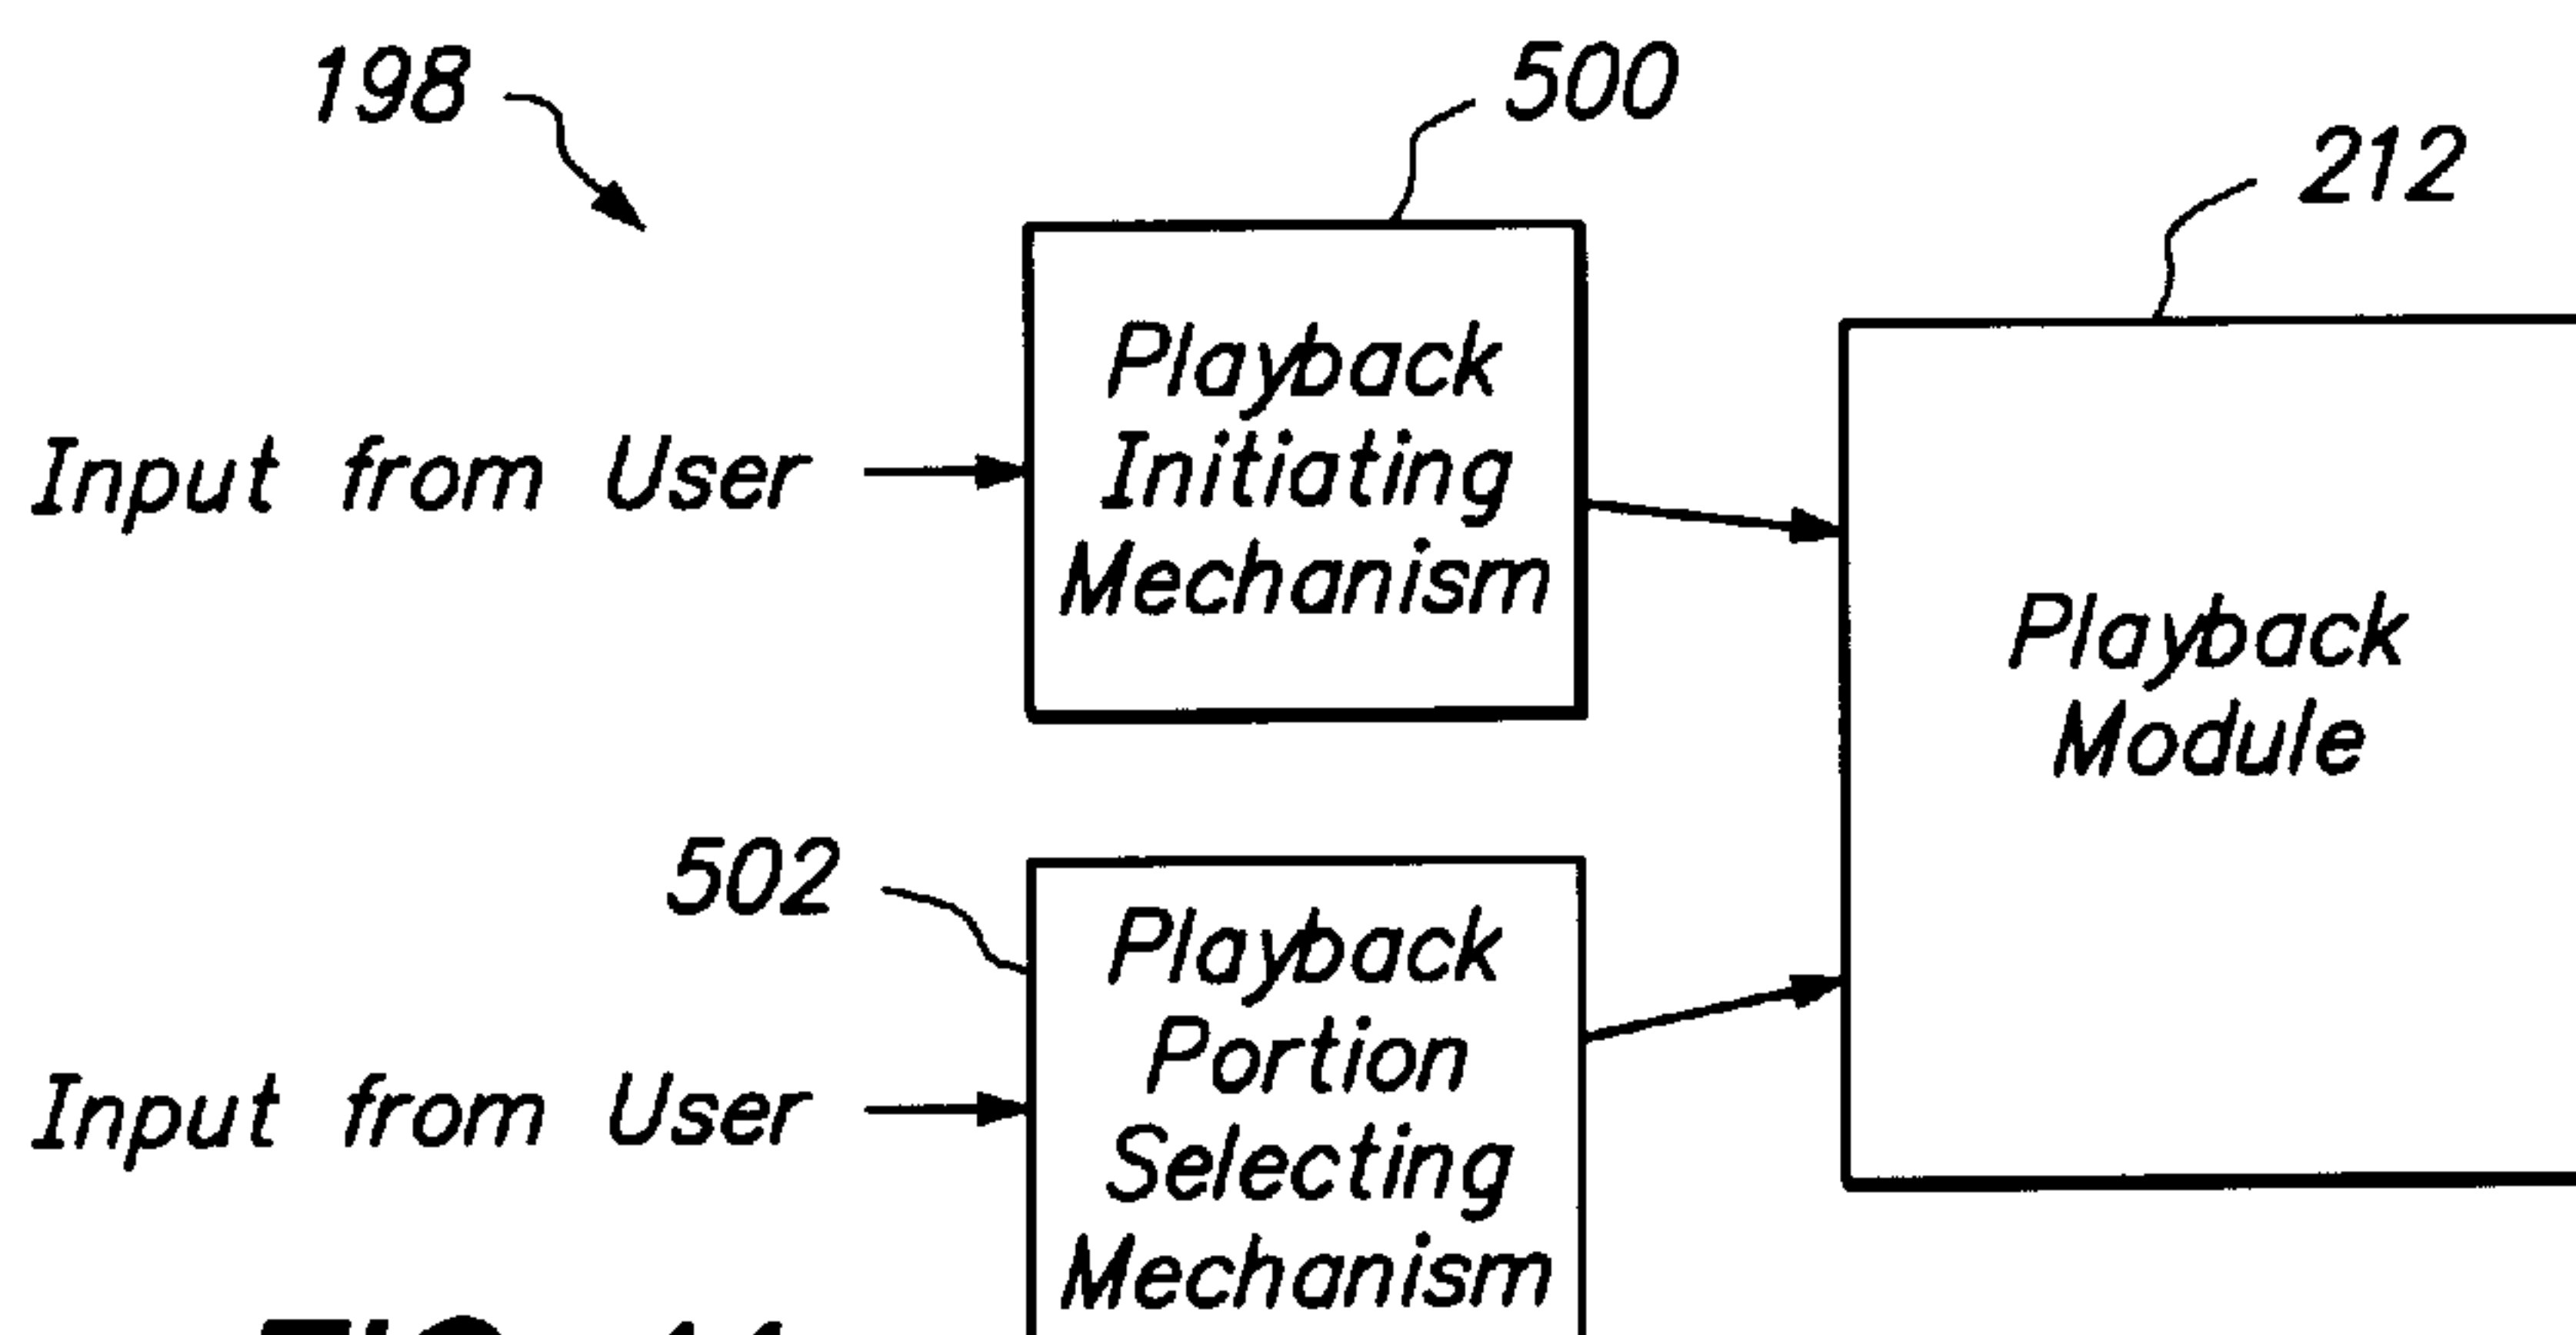 198
500
212
Input from User
Playback
Initiating
Mechanism
Playback
Module
502
Input from User
Playback
Portion
Selecting
Mechanism